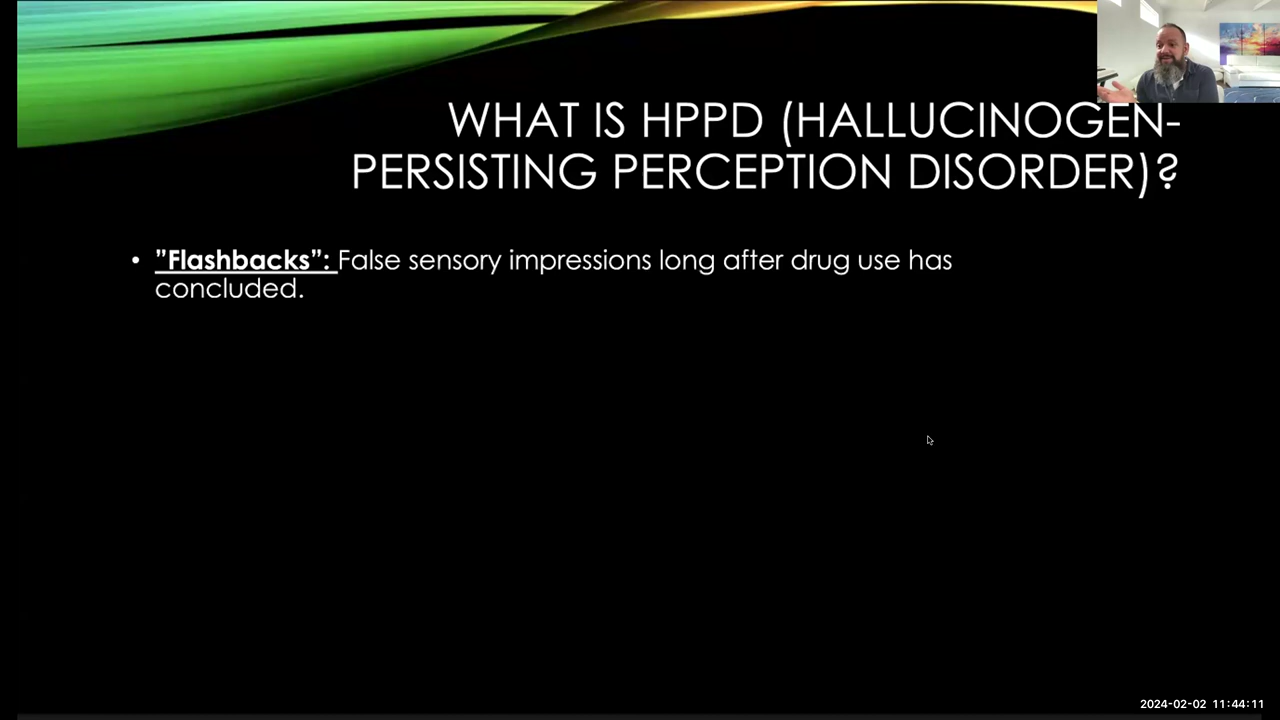 WHAT IS HPPD (HALLUCINOGEN-
PERSISTING PERCEPTION DISORDER)?
• ”Flashbacks”: False sensory impressions long after drug use has
concluded.
2024-02-02 11:44:11